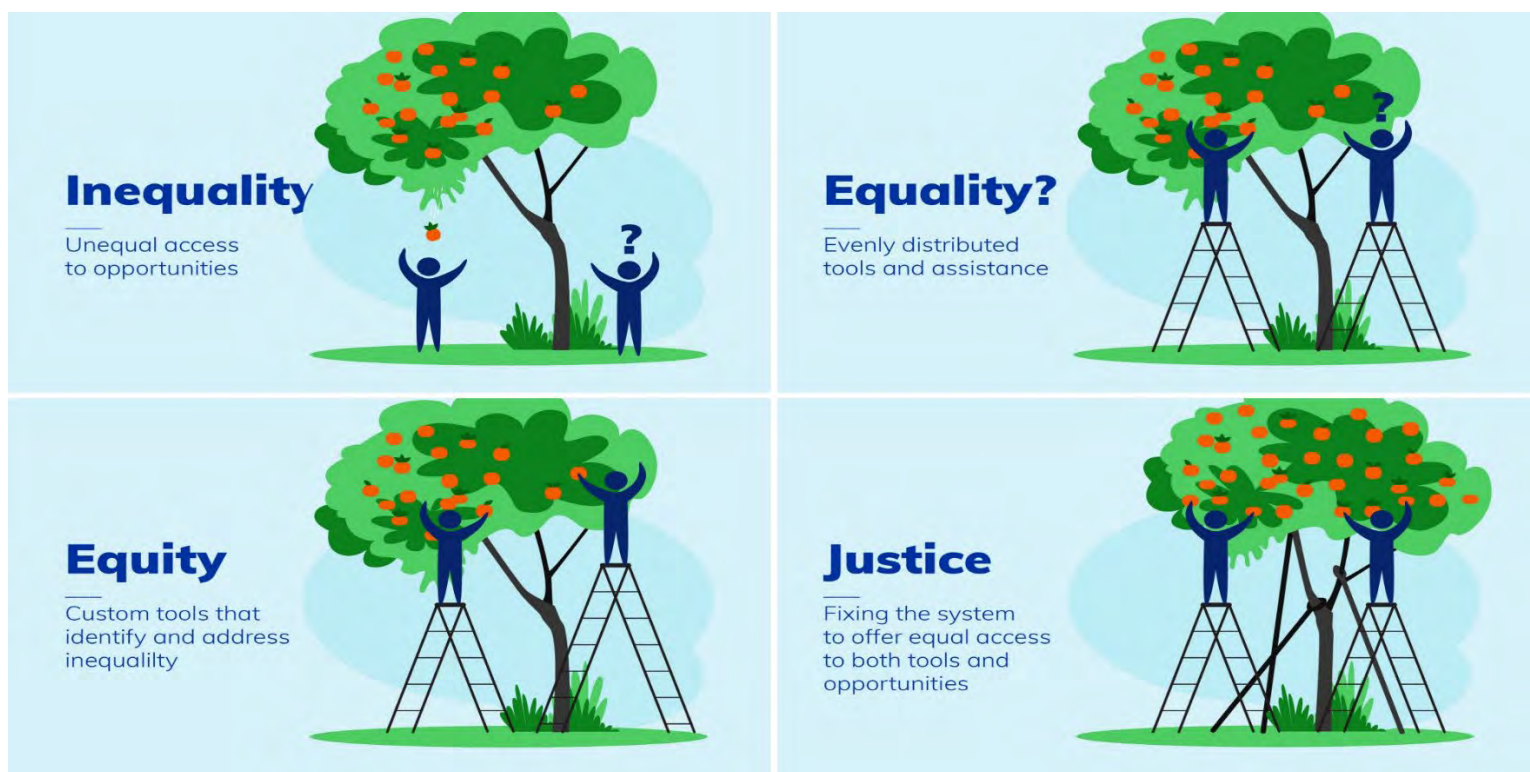 Inequality
Unequal access
to opportunities
?
Equality?
Evenly distributed
tools and assistance
?
Equity
Custom tools that
identify and address
inequalilty
Justice
Fixing the system
to offer equal access
to both tools and
opportunities